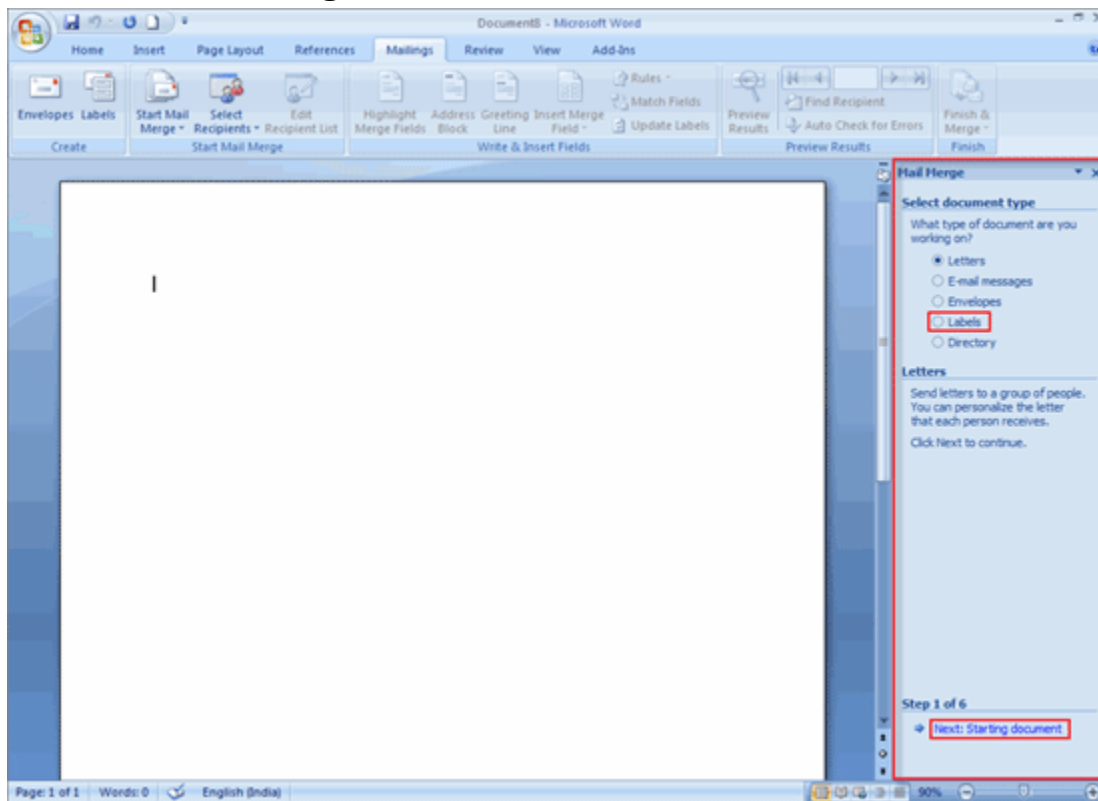 Document8 - Microsoft Word
Home Insert Page Layout References Mailings Review View Add-Ins
Envelopes Labels
Start Mail Merge Select Recipients Edit Recipient List
Highlight Merge Fields Address Block Greeting Line Insert Merge Field
Rules
Match Fields
Update Labels
Preview Results
Find Recipient
Auto Check for Errors
Finish & Merge
Create Start Mail Merge Write & Insert Fields Preview Results Finish
Mail Merge
Select document type
What type of document are you
working on?
Letters
E-mail messages
Envelopes
Labels
Directory
Letters
Send letters to a group of people.
You can personalize the letter
that each person receives.
Click Next to continue.
Step 1 of 6
Next: Starting document
Page: 1 of 1 Words: 0 English (India) 90%